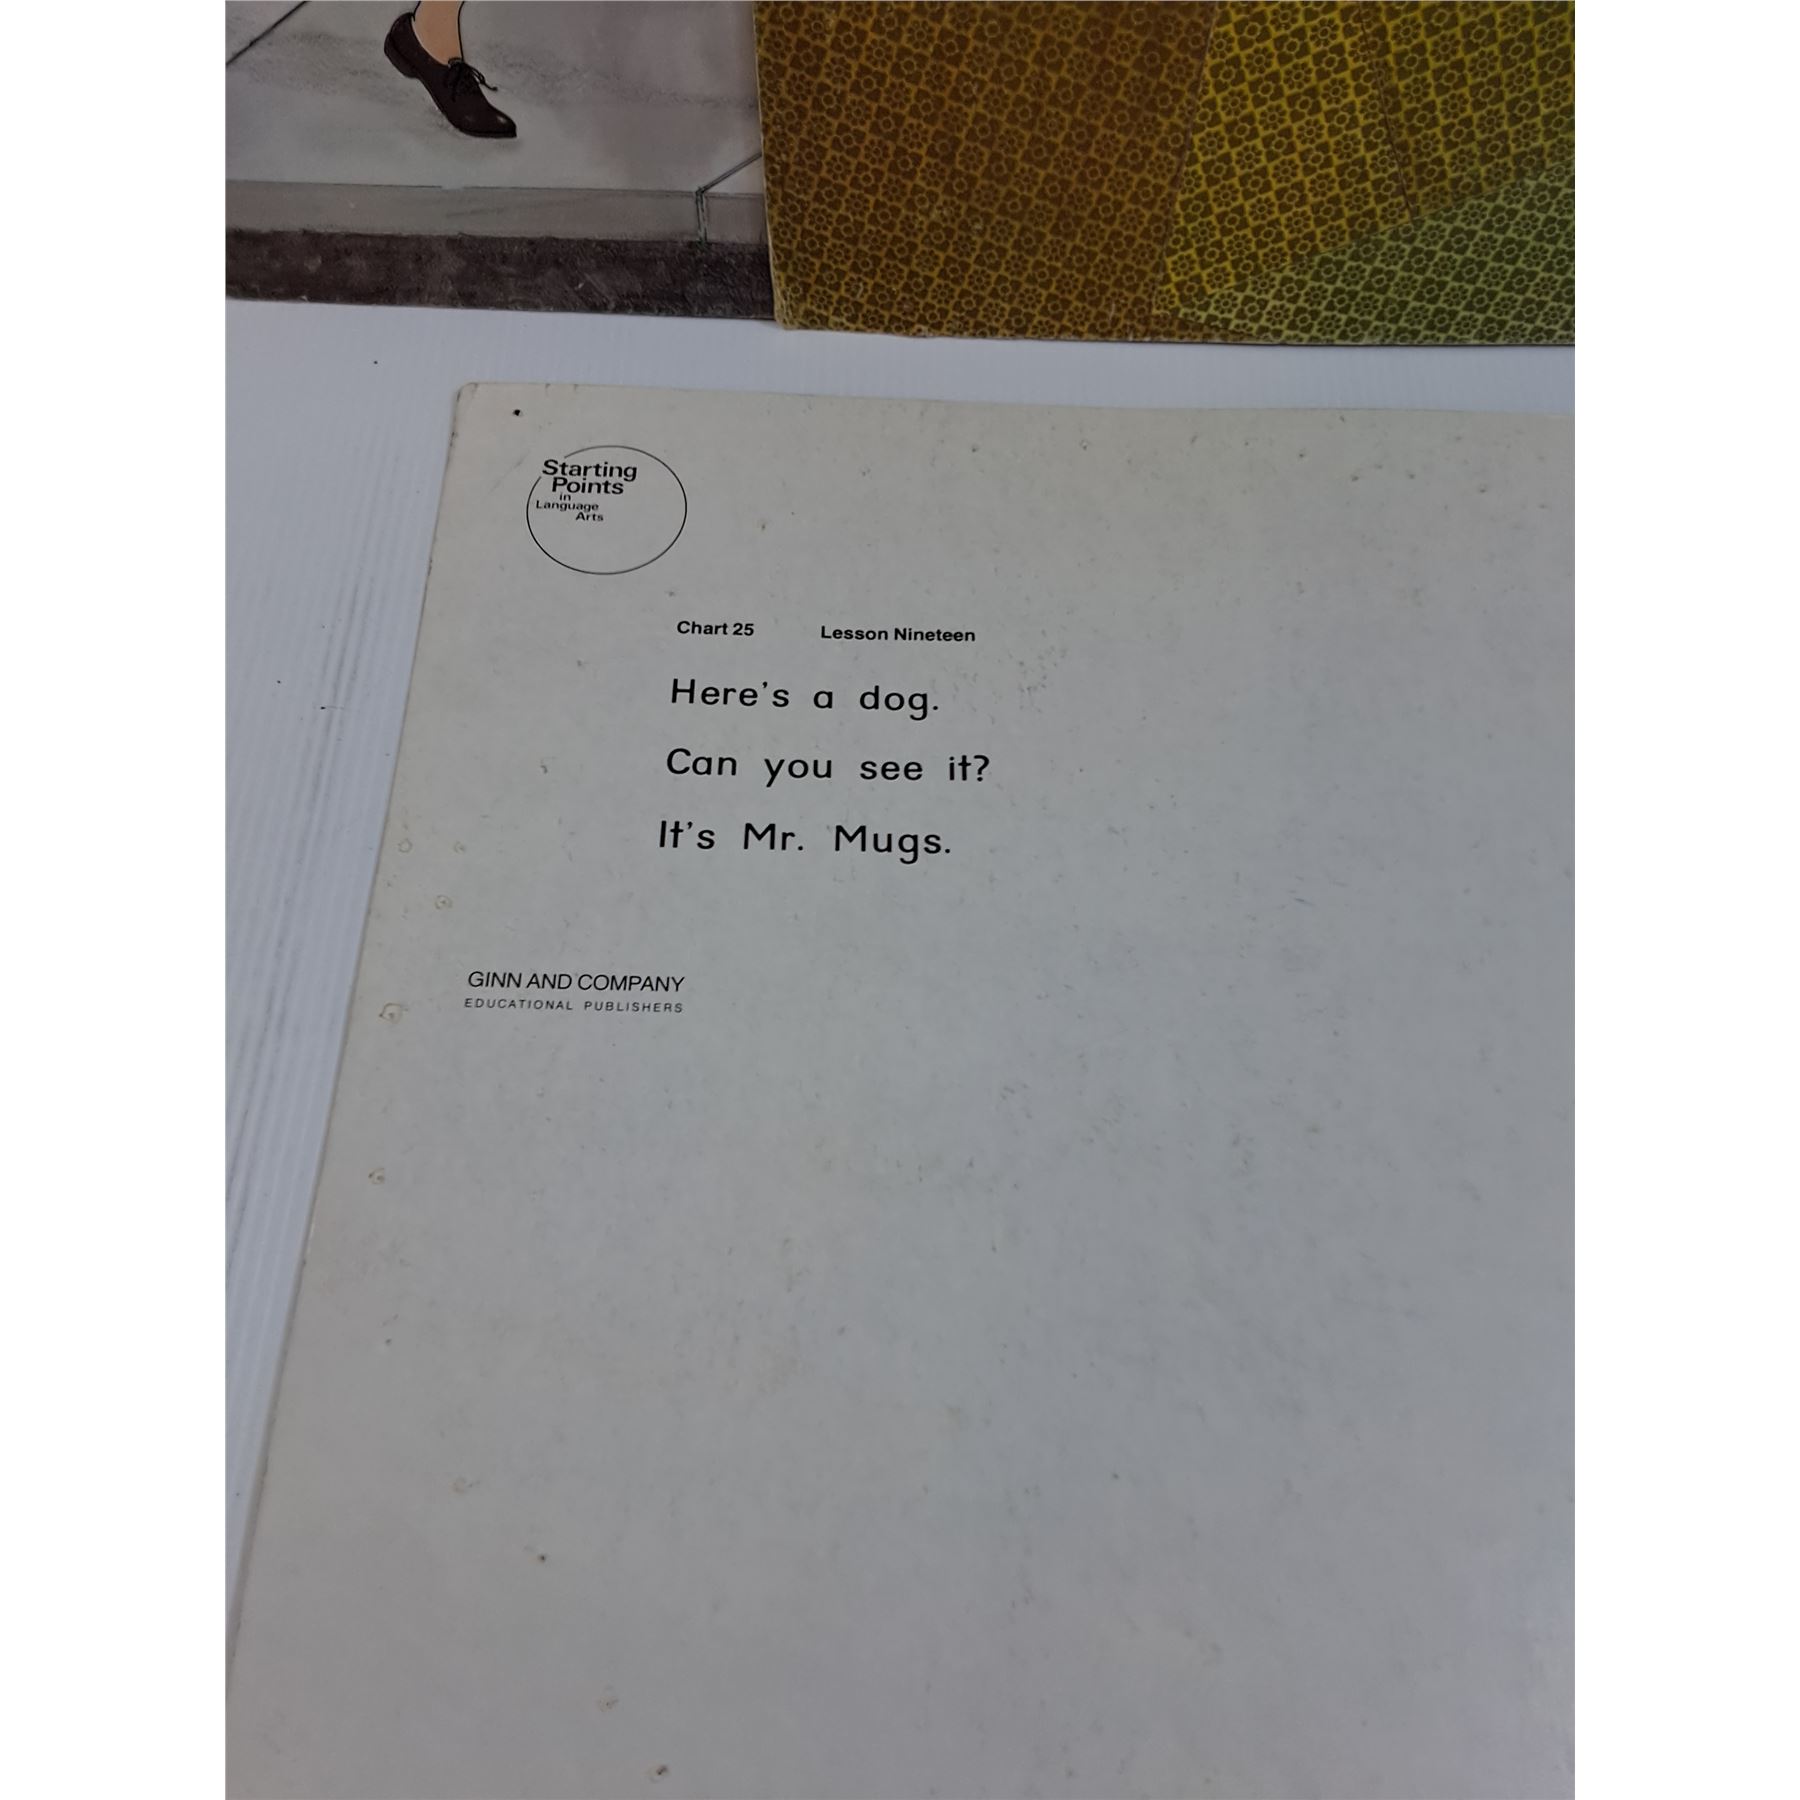 Starting
Points
in
Language
Arts
Chart 25 Lesson Nineteen
Here's a dog.
Can you see it?
It's Mr. Mugs.
GINN AND COMPANY
EDUCATIONAL PUBLISHERS